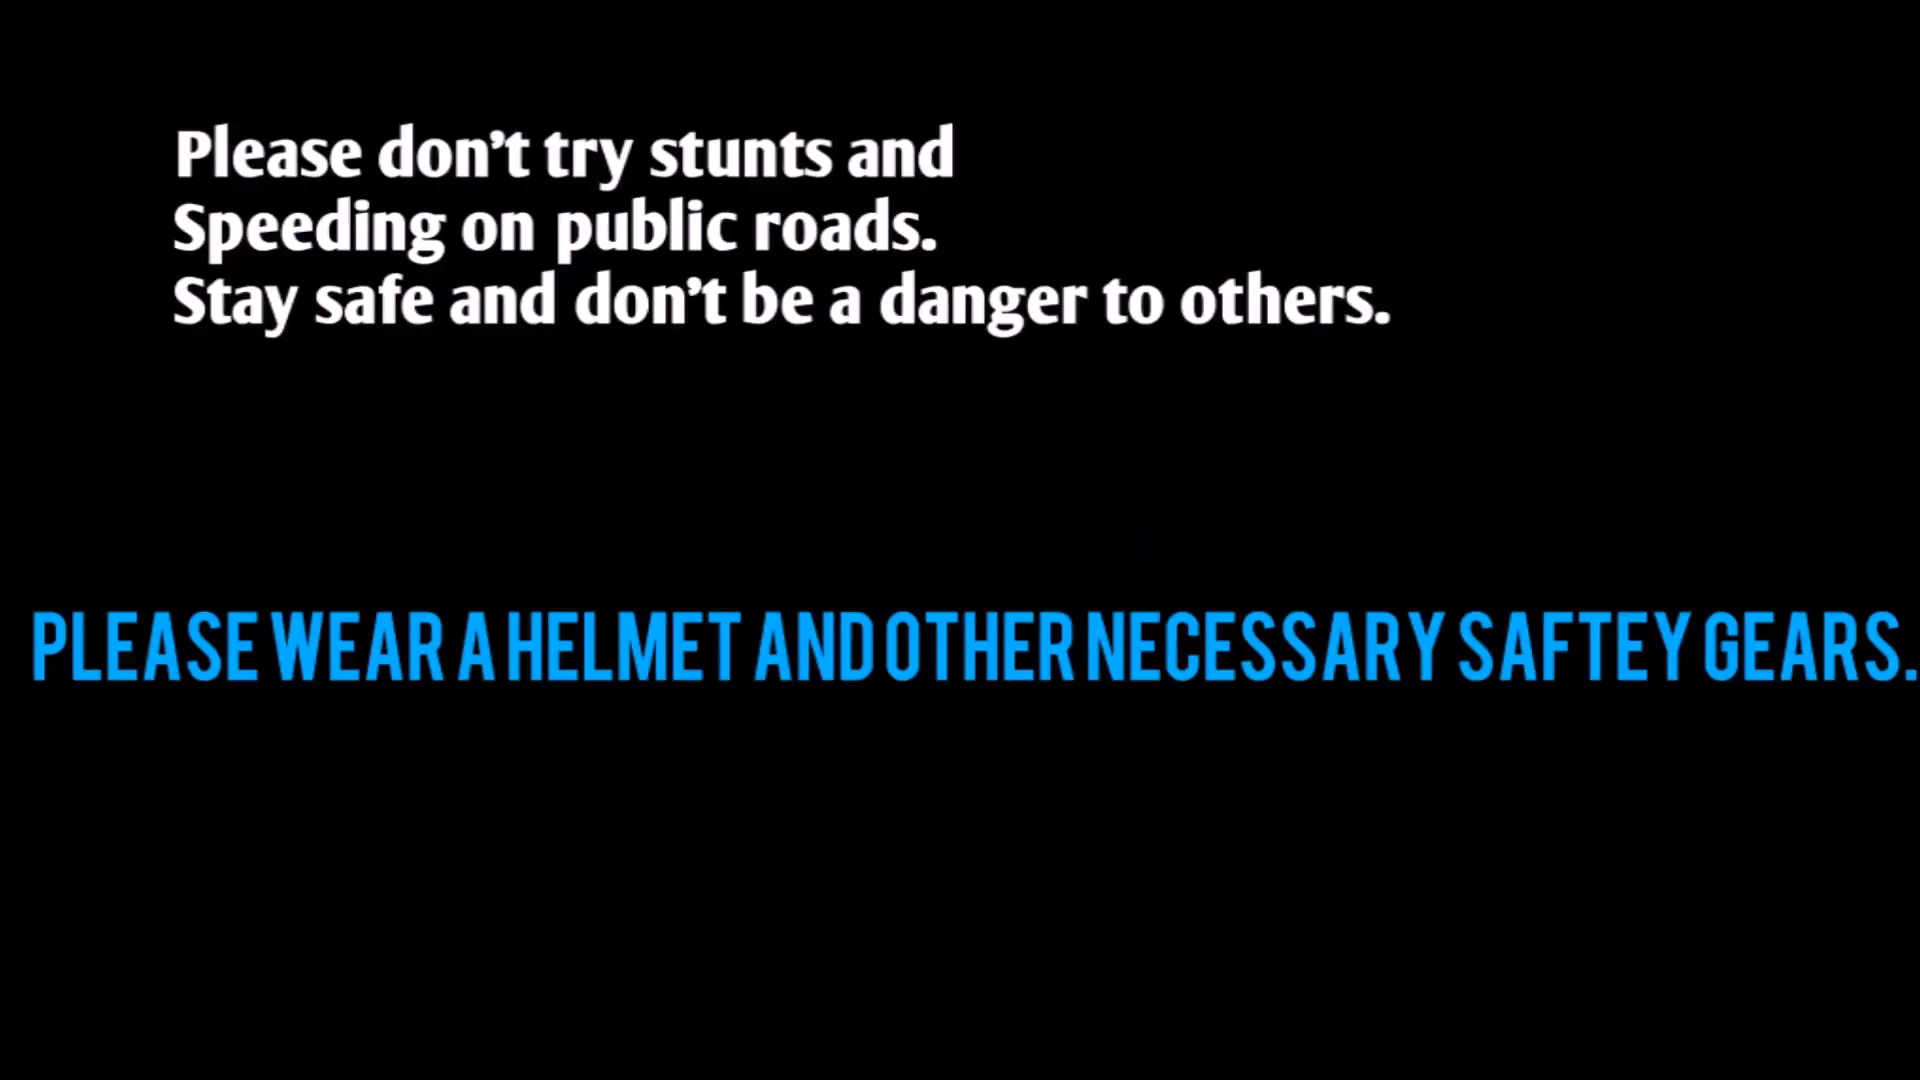 Please don't try stunts and
Speeding on public roads.
Stay safe and don't be a danger to others.
PLEASE WEAR A HELMET AND OTHER NECESSARY SAFTEY GEARS.